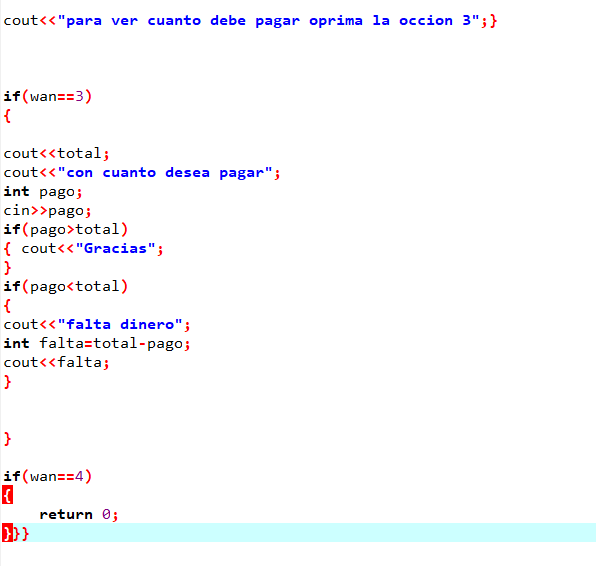 cout<<"para ver cuanto debe pagar oprima la occion 3";}
if(wan==3)
{
cout<<total;
cout<<"con cuanto desea pagar";
int pago;
cin>>pago;
if(pago>total)
{ cout<<"Gracias";
}
if(pago<total)
{
cout<<"falta dinero";
int falta=total-pago;
cout<<falta;
}
}
if(wan==4)
{
return 0;
}}}